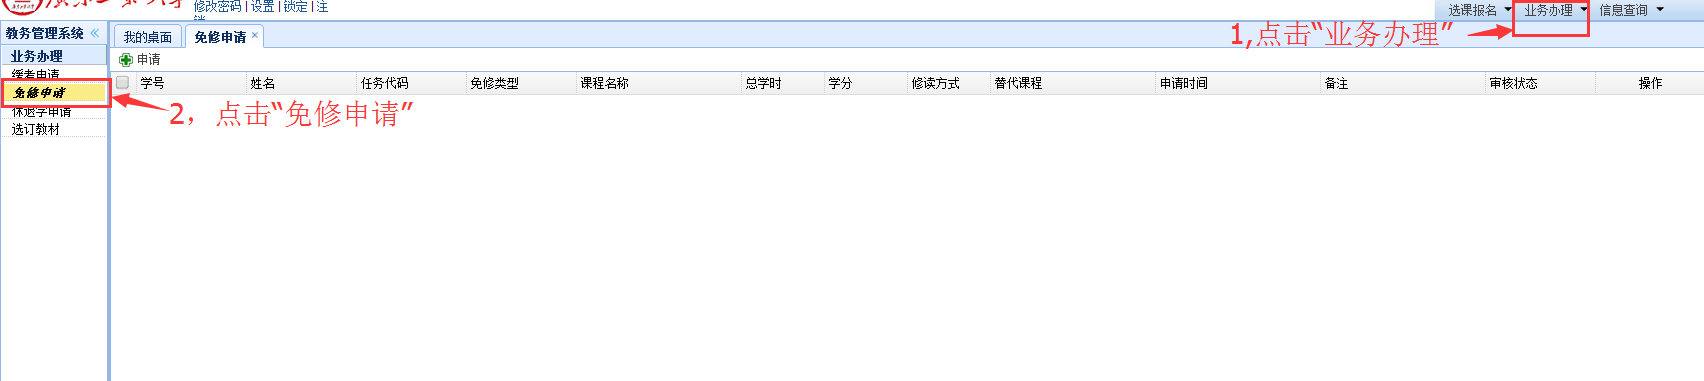 修改密码 | 设置 | 锁定 | 注
选课报名 业务办理 信息查询
1,点击“业务办理”
教务管理系统 «
我的桌面 免修申请 ×
业务办理
申请
缓考申请
学号 姓名 任务代码 免修类型 课程名称 总学时 学分 修读方式 替代课程 申请时间 备注 审核状态 操作
免修申请
2，点击“免修申请”
休退学申请
选订教材